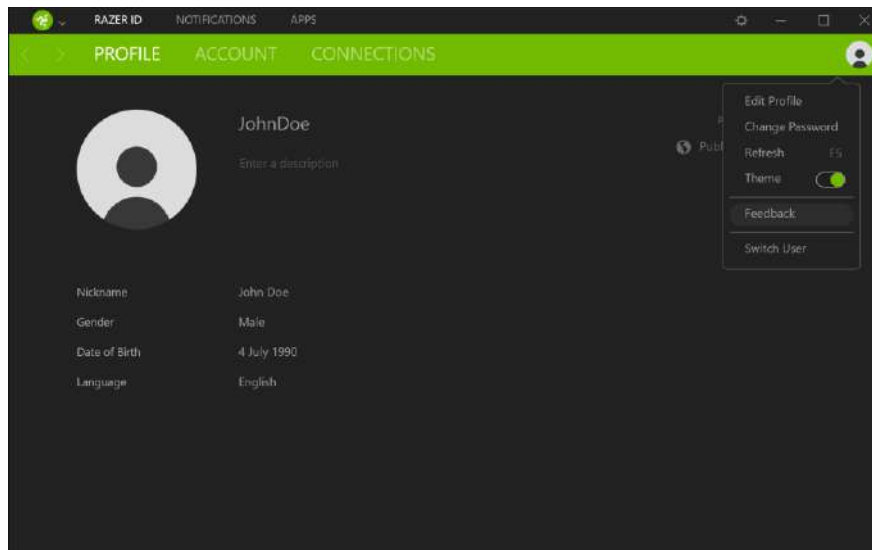 RAZER ID NOTIFICATIONS APPS
PROFILE ACCOUNT CONNECTIONS
JohnDoe
Enter a description
Publ
Edit Profile
Change Password
Refresh F5
Theme
Feedback
Switch User
Nickname John Doe
Gender Male
Date of Birth 4 July 1990
Language English